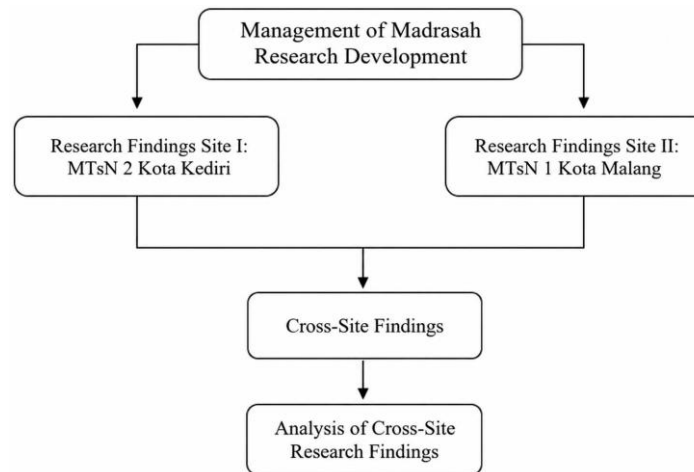 Management of Madrasah
Research Development
Research Findings Site I:
MTsN 2 Kota Kediri
Research Findings Site II:
MTsN 1 Kota Malang
Cross-Site Findings
Analysis of Cross-Site
Research Findings